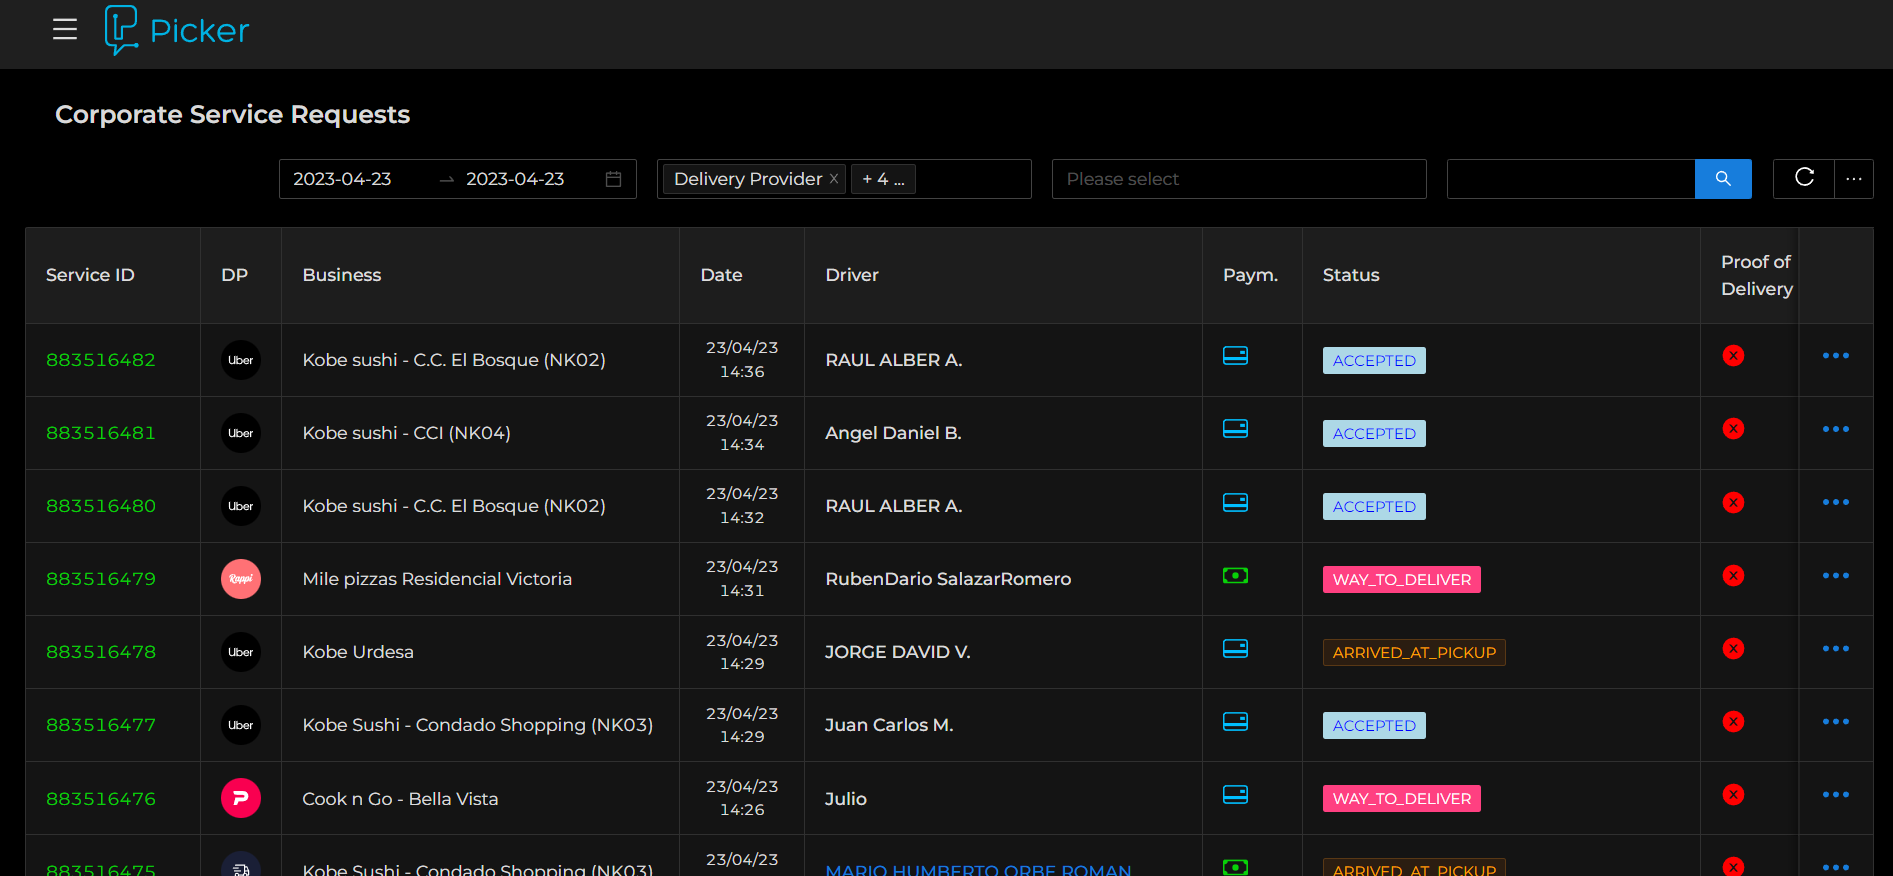 Picker
Corporate Service Requests
2023-04-23 → 2023-04-23 Delivery Provider x + 4 ... Please select
Service ID DP Business Date Driver Paym. Status Proof of Delivery
883516482 Uber Kobe sushi - C.C. El Bosque (NK02) 23/04/23 14:36 RAUL ALBER A. ACCEPTED
883516481 Uber Kobe sushi - CCI (NK04) 23/04/23 14:34 Angel Daniel B. ACCEPTED
883516480 Uber Kobe sushi - C.C. El Bosque (NK02) 23/04/23 14:32 RAUL ALBER A. ACCEPTED
883516479 Rappi Mile pizzas Residencial Victoria 23/04/23 14:31 RubenDario SalazarRomero WAY_TO_DELIVER
883516478 Uber Kobe Urdesa 23/04/23 14:29 JORGE DAVID V. ARRIVED_AT_PICKUP
883516477 Uber Kobe Sushi - Condado Shopping (NK03) 23/04/23 14:29 Juan Carlos M. ACCEPTED
883516476 Cook n Go - Bella Vista 23/04/23 14:26 Julio WAY_TO_DELIVER
883516475 Kobe Sushi - Condado Shopping (NK03) 23/04/23 MARIO HUMBERTO ORBE ROMAN ARRIVED_AT_PICKUP